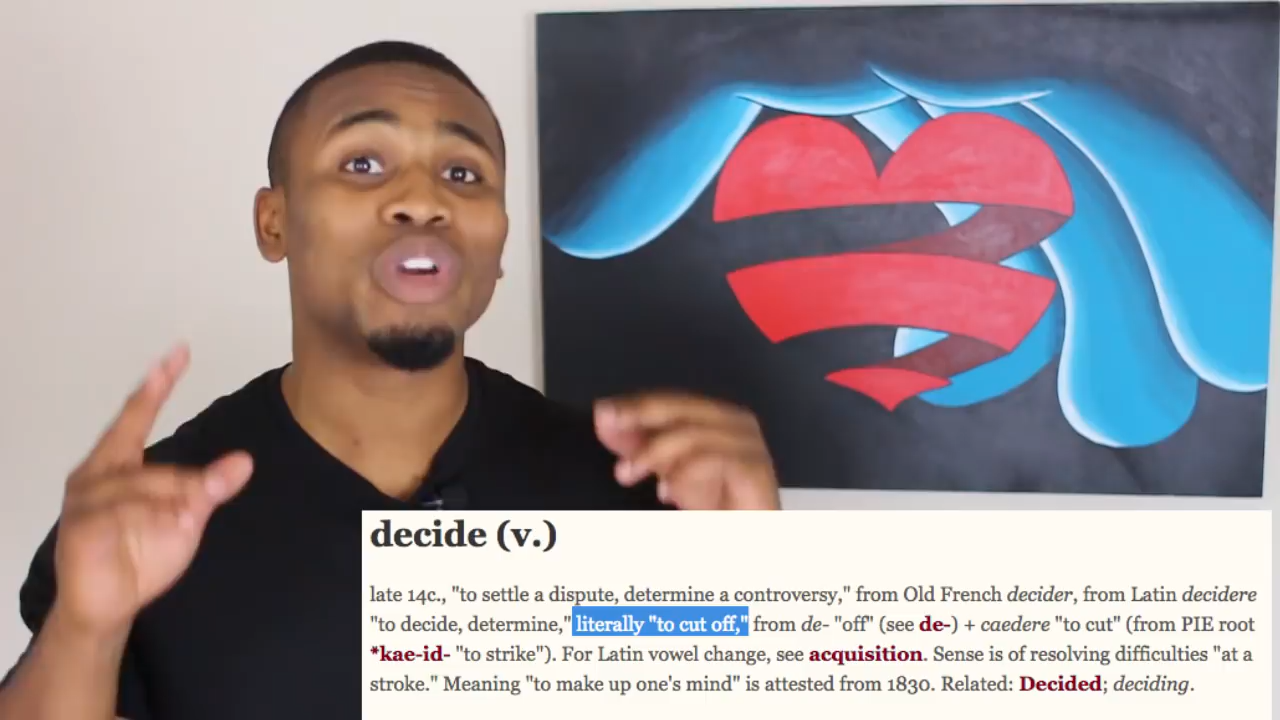 decide (v.)
late 14c., "to settle a dispute, determine a controversy," from Old French decider, from Latin decidere
"to decide, determine," literally "to cut off," from de- "off" (see de-) + caedere "to cut" (from PIE root
*kae-id- "to strike"). For Latin vowel change, see acquisition. Sense is of resolving difficulties "at a
stroke." Meaning "to make up one's mind" is attested from 1830. Related: Decided; deciding.